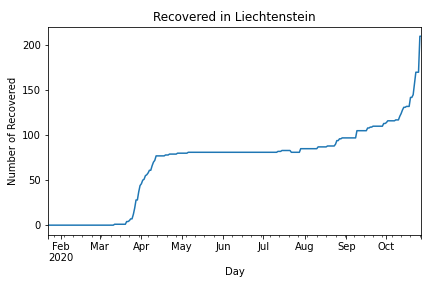 Recovered in Liechtenstein
Number of Recovered
200
150
100
50
0
Feb Mar Apr May Jun Jul Aug Sep Oct
2020
Day